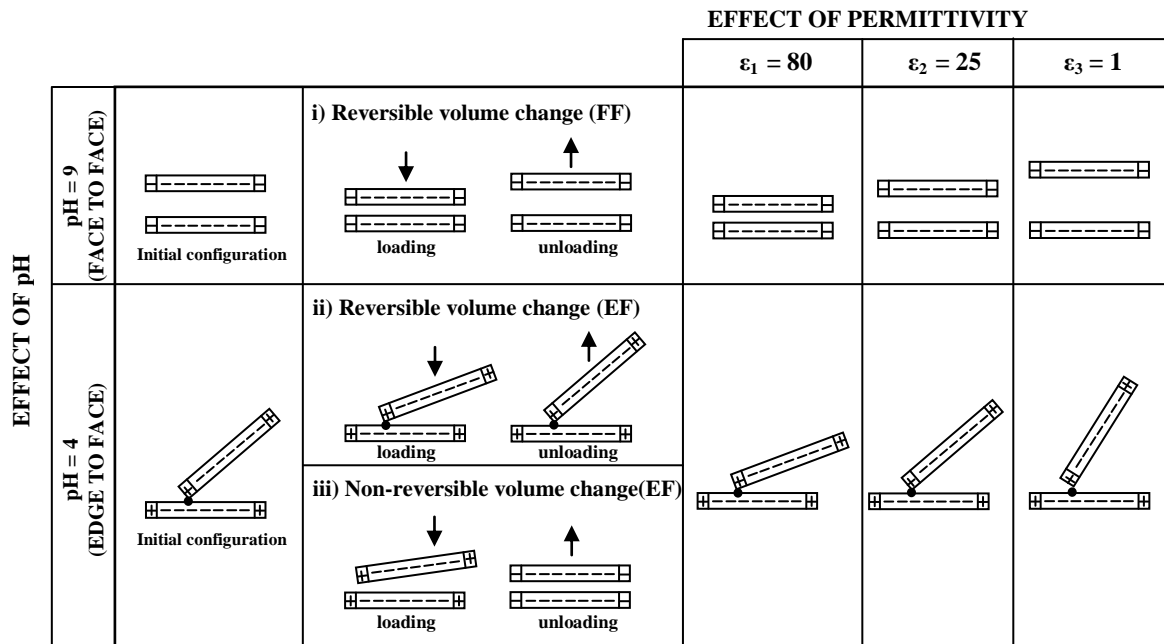 EFFECT OF PERMITTIVITY
ε1 = 80
ε2 = 25
ε3 = 1
EFFECT OF pH
pH = 9
(FACE TO FACE)
Initial configuration
i) Reversible volume change (FF)
loading
unloading
pH = 4
(EDGE TO FACE)
Initial configuration
ii) Reversible volume change (EF)
loading
unloading
iii) Non-reversible volume change(EF)
loading
unloading